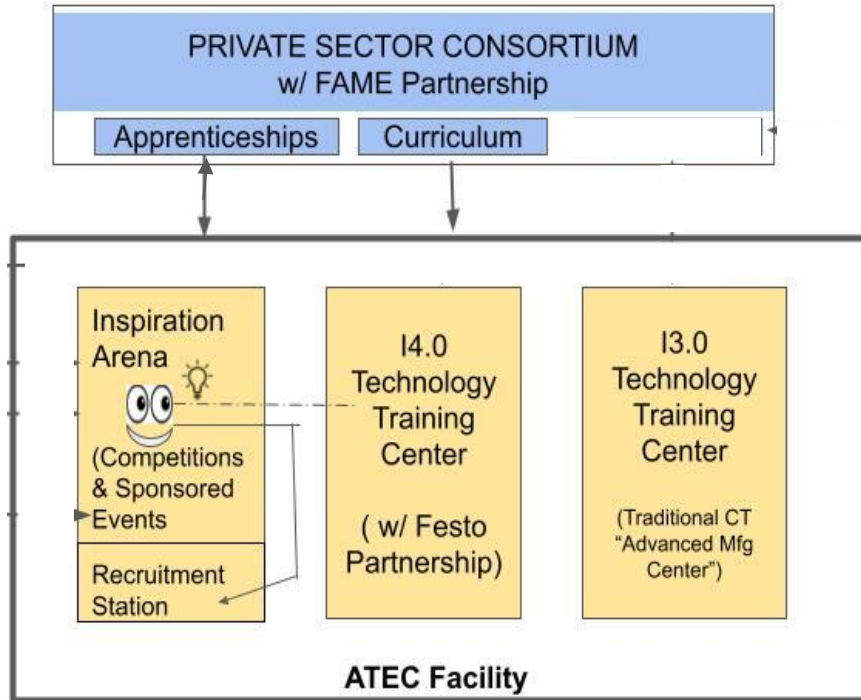 PRIVATE SECTOR CONSORTIUM
w/ FAME Partnership
Apprenticeships
Curriculum
Inspiration
Arena
(Competitions
& Sponsored
Events
Recruitment
Station
I4.0
Technology
Training
Center
( w/ Festo
Partnership)
I3.0
Technology
Training
Center
(Traditional CT
“Advanced Mfg
Center”)
ATEC Facility